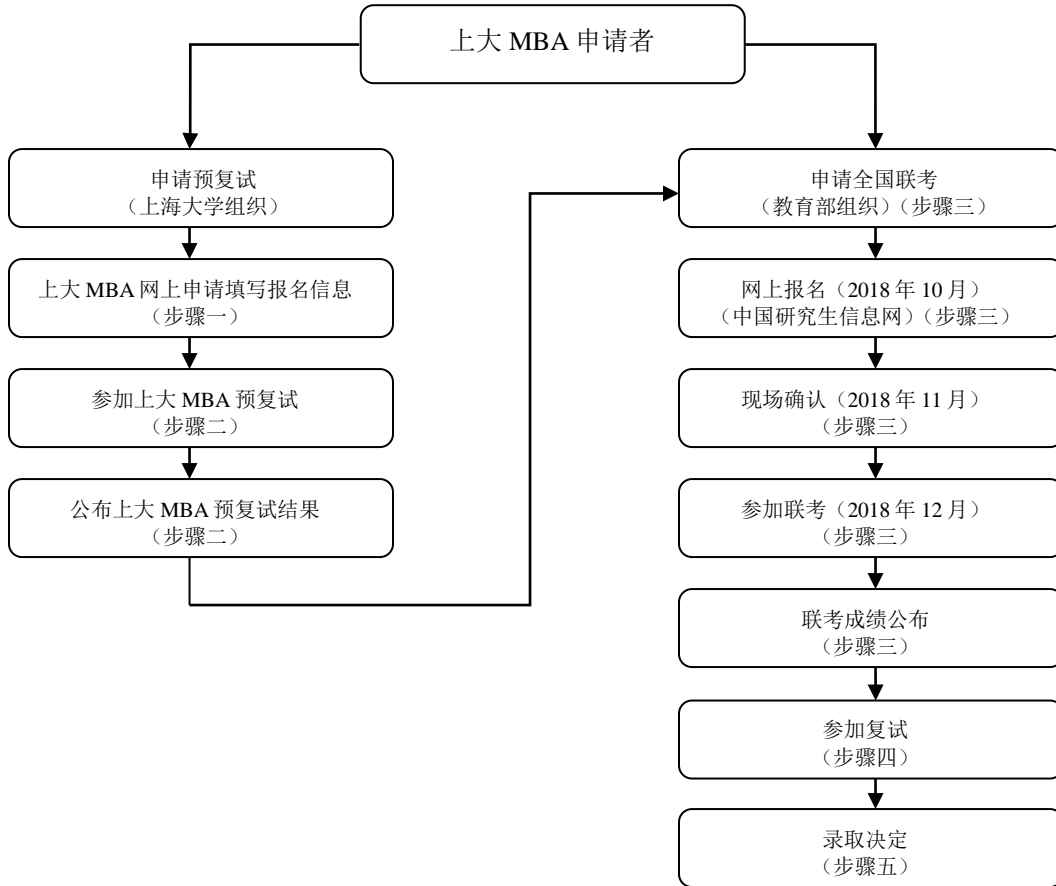 上大 MBA 申请者
申请预复试
（上海大学组织）
上大 MBA 网上申请填写报名信息
（步骤一）
参加上大 MBA 预复试
（步骤二）
公布上大 MBA 预复试结果
（步骤二）
申请全国联考
（教育部组织）（步骤三）
网上报名（2018 年 10 月）
（中国研究生信息网）（步骤三）
现场确认（2018 年 11 月）
（步骤三）
参加联考（2018 年 12 月）
（步骤三）
联考成绩公布
（步骤三）
参加复试
（步骤四）
录取决定
（步骤五）